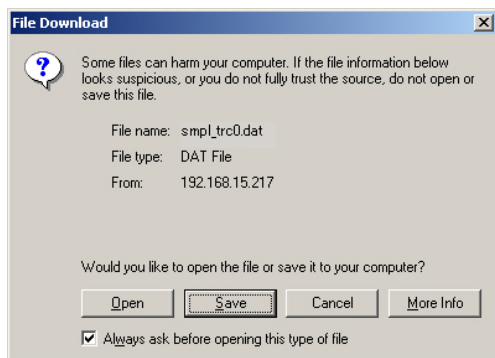 File Download
Some files can harm your computer. If the file information below
looks suspicious, or you do not fully trust the source, do not open or
save this file.
File name: smpl_trc0.dat
File type: DAT File
From: 192.168.15.217
Would you like to open the file or save it to your computer?
Open Save Cancel More Info
Always ask before opening this type of file